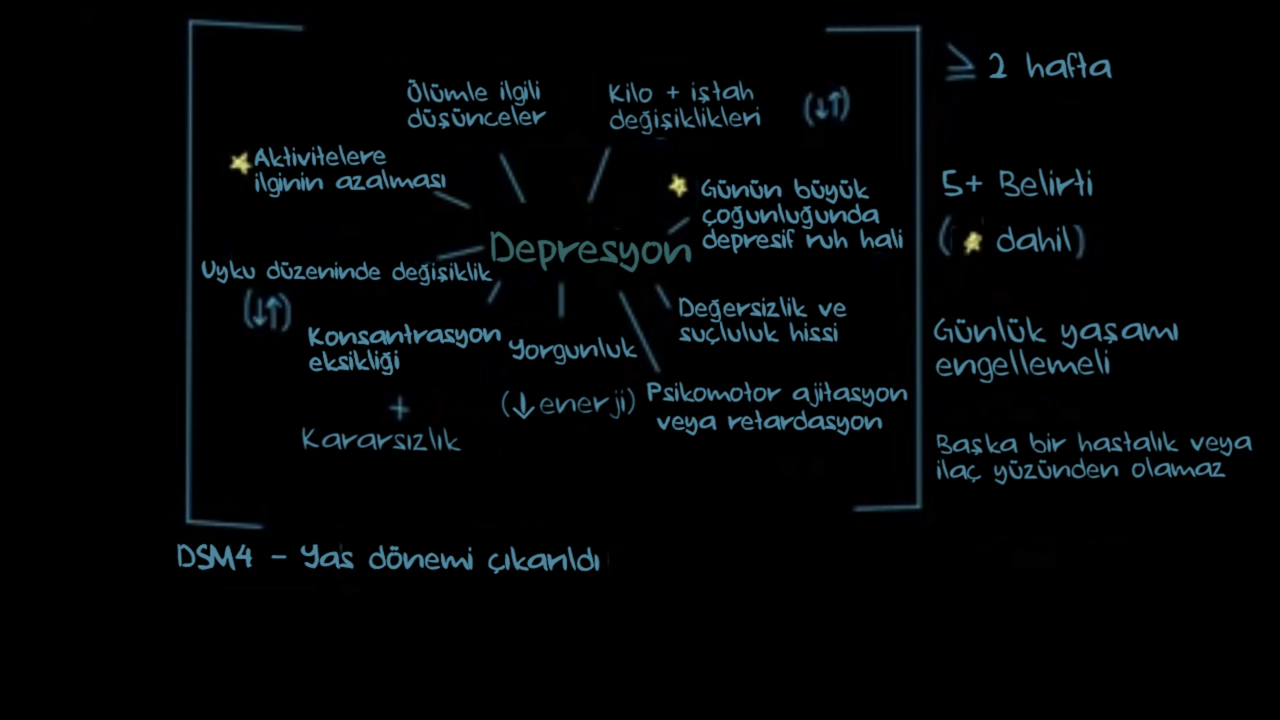 Ölümle ilgili
düşünceler
Kilo + iştah
değişiklikleri
(↓↑)
⭐ Aktivitelere
ilginin azalması
⭐ Günün büyük
çoğunluğunda
depresif ruh hali
Depresyon
Uyku düzeninde değişiklik
(↓↑)
Konsantrasyon
eksikliği
+
Kararsızlık
Yorgunluk
(↓enerji)
Değersizlik ve
suçluluk hissi
Psikomotor ajitasyon
veya retardasyon
≥ 2 hafta
5+ Belirti
(⭐ dahil)
Günlük yaşamı
engellemeli
Başka bir hastalık veya
ilaç yüzünden olamaz
DSM4 - Yas dönemi çıkarıldı